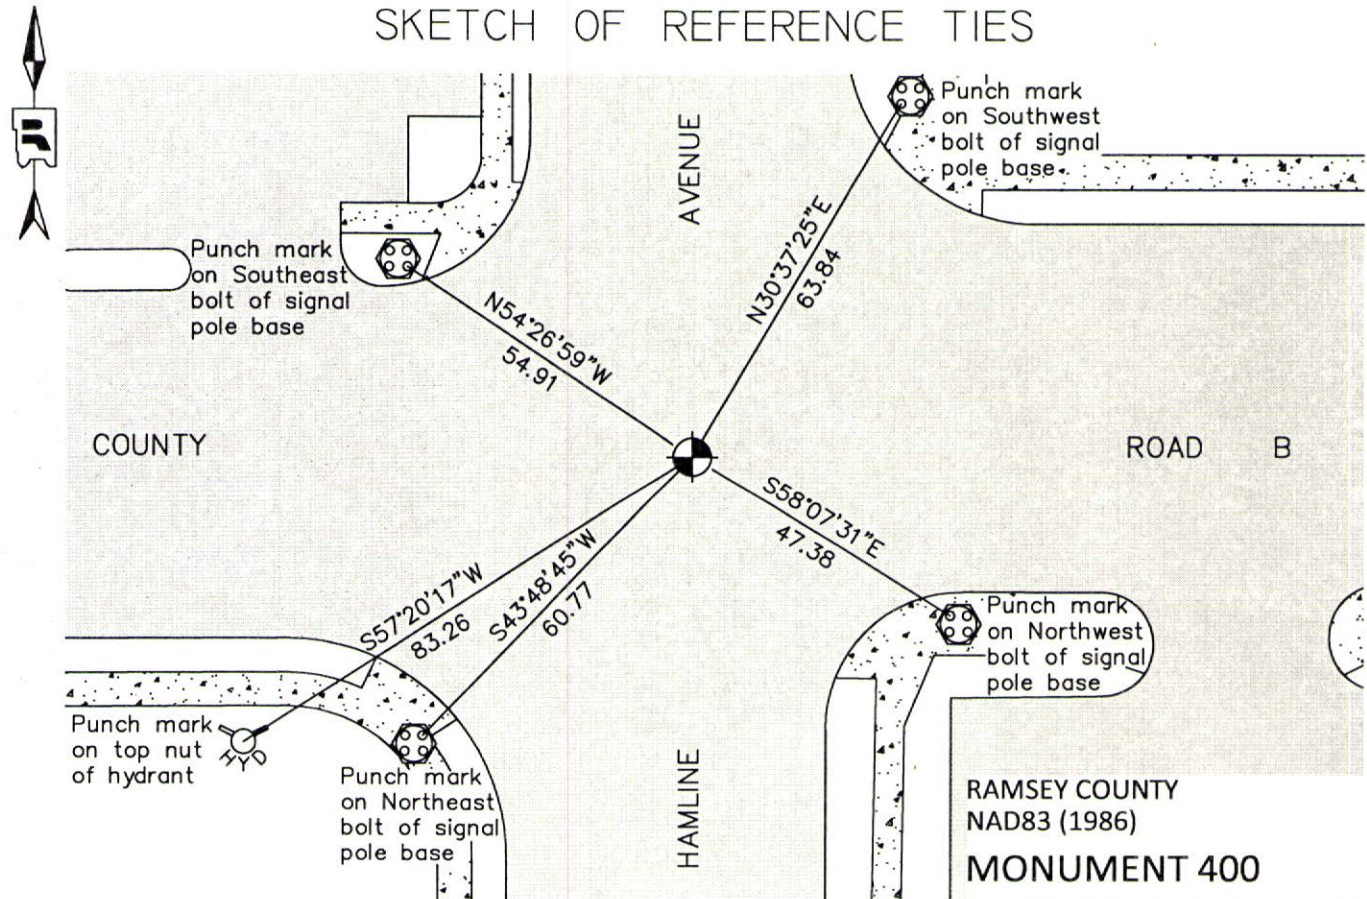 SKETCH OF REFERENCE TIES
Punch mark
on Southwest
bolt of signal
pole base
AVENUE
N30°37'25"E
63.84
Punch mark
on Southeast
bolt of signal
pole base
N54°26'59"W
54.91
COUNTY
ROAD B
S58°07'31"E
47.38
S57°20'17"W
83.26
S43°48'45"W
60.77
Punch mark
on Northwest
bolt of signal
pole base
Punch mark
on top nut
of hydrant
HYD
Punch mark
on Northeast
bolt of signal
pole base
HAMLINE
RAMSEY COUNTY
NAD83 (1986)
MONUMENT 400